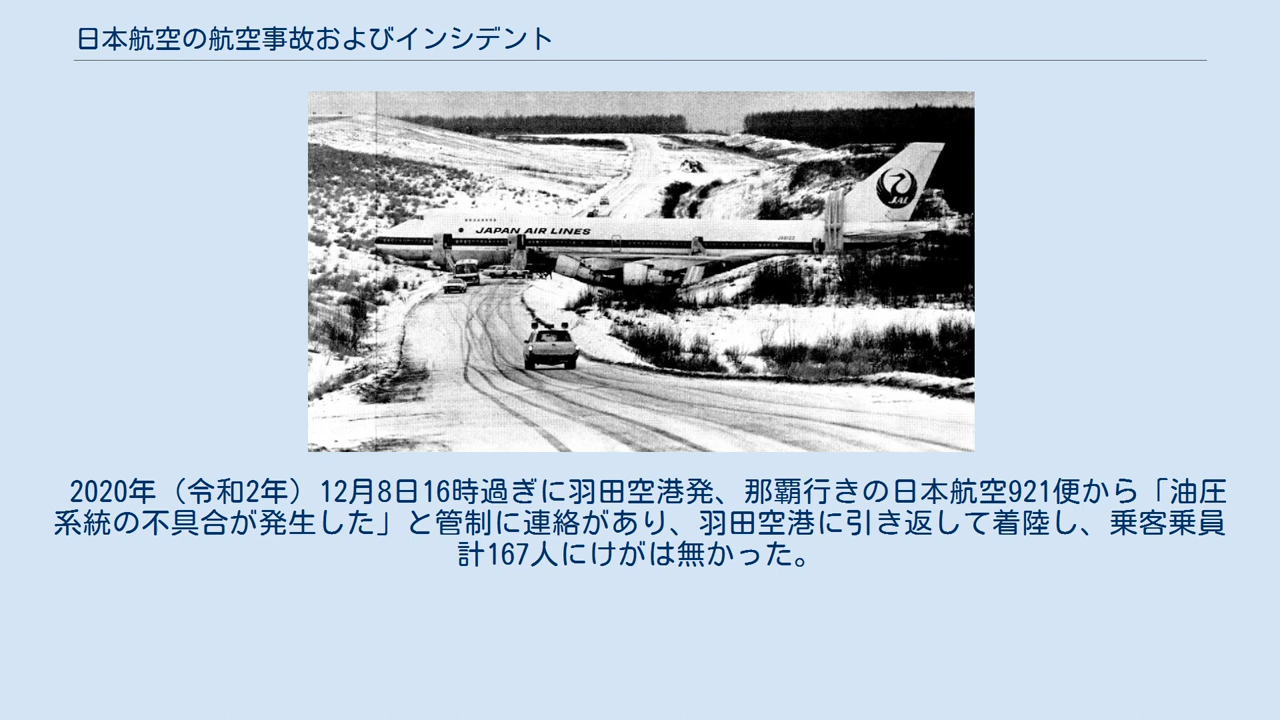 日本航空の航空事故およびインシデント
JAL
JAPAN AIR LINES
2020年（令和2年）12月8日16時過ぎに羽田空港発、那覇行きの日本航空921便から「油圧
系統の不具合が発生した」と管制に連絡があり、羽田空港に引き返して着陸し、乗客乗員
計167人にけがは無かった。